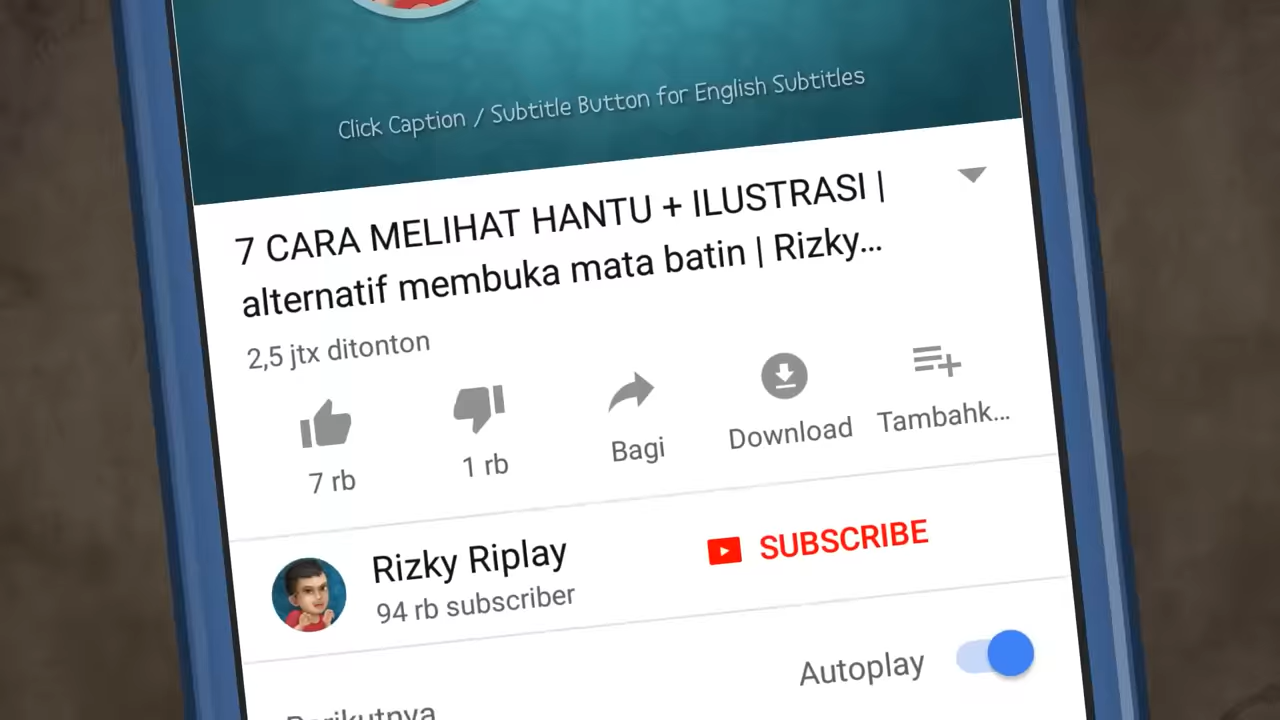 Click Caption / Subtitle Button for English Subtitles
7 CARA MELIHAT HANTU + ILUSTRASI |
alternatif membuka mata batin | Rizky...
2,5 jtx ditonton
7 rb
1 rb
Bagi
Download
Tambahk...
Rizky Riplay
94 rb subscriber
SUBSCRIBE
Autoplay
Berikutnya